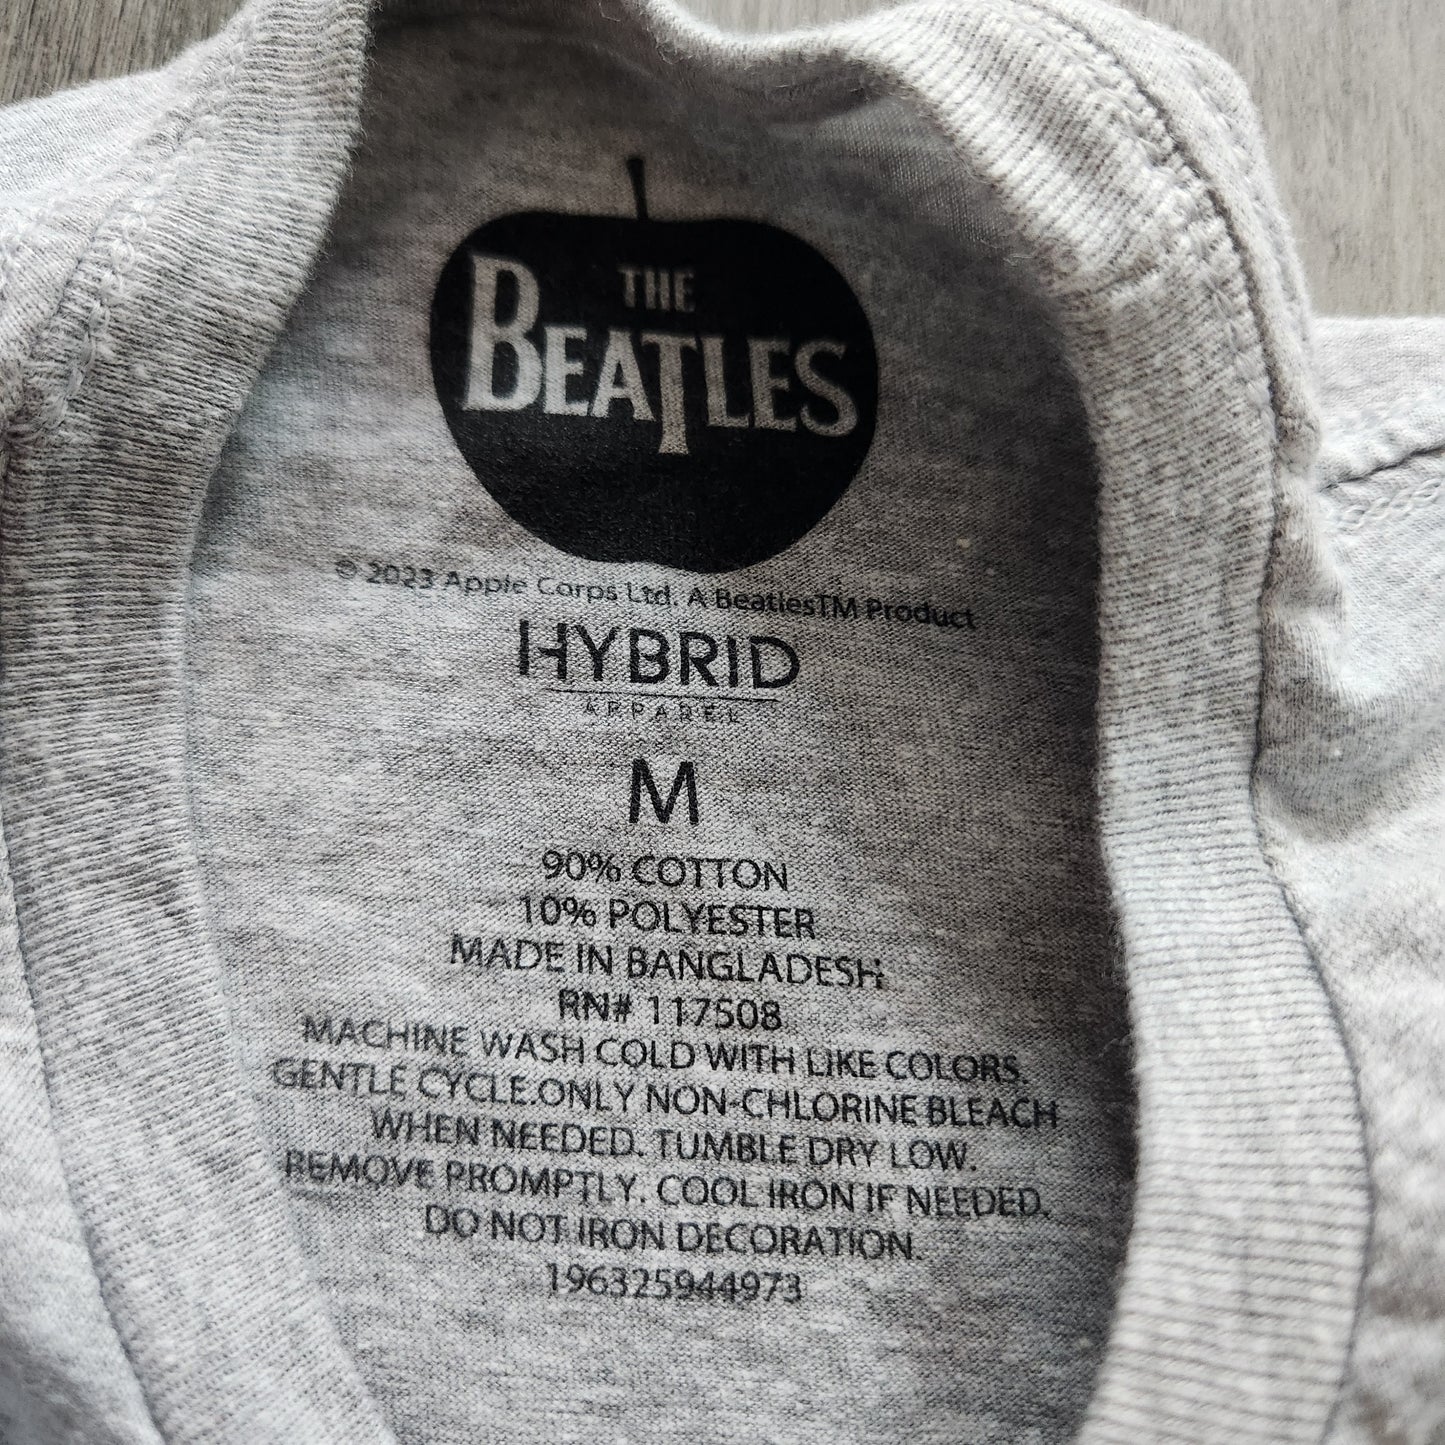 THE
BEATLES
© 2023 Apple Corps Ltd. A BeatlesTM Product
HYBRID
APPAREL
M
90% COTTON
10% POLYESTER
MADE IN BANGLADESH
RN# 117508
MACHINE WASH COLD WITH LIKE COLORS.
GENTLE CYCLE.ONLY NON-CHLORINE BLEACH
WHEN NEEDED. TUMBLE DRY LOW.
REMOVE PROMPTLY. COOL IRON IF NEEDED.
DO NOT IRON DECORATION.
196325944973